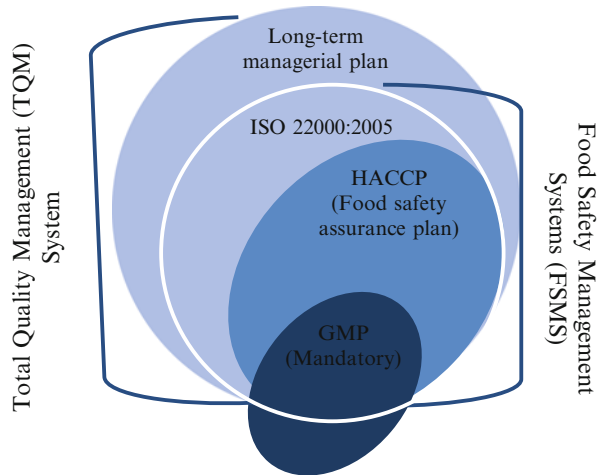 Total Quality Management (TQM)
System
Long-term
managerial plan
ISO 22000:2005
HACCP
(Food safety
assurance plan)
GMP
(Mandatory)
Food Safety Management
Systems (FSMS)